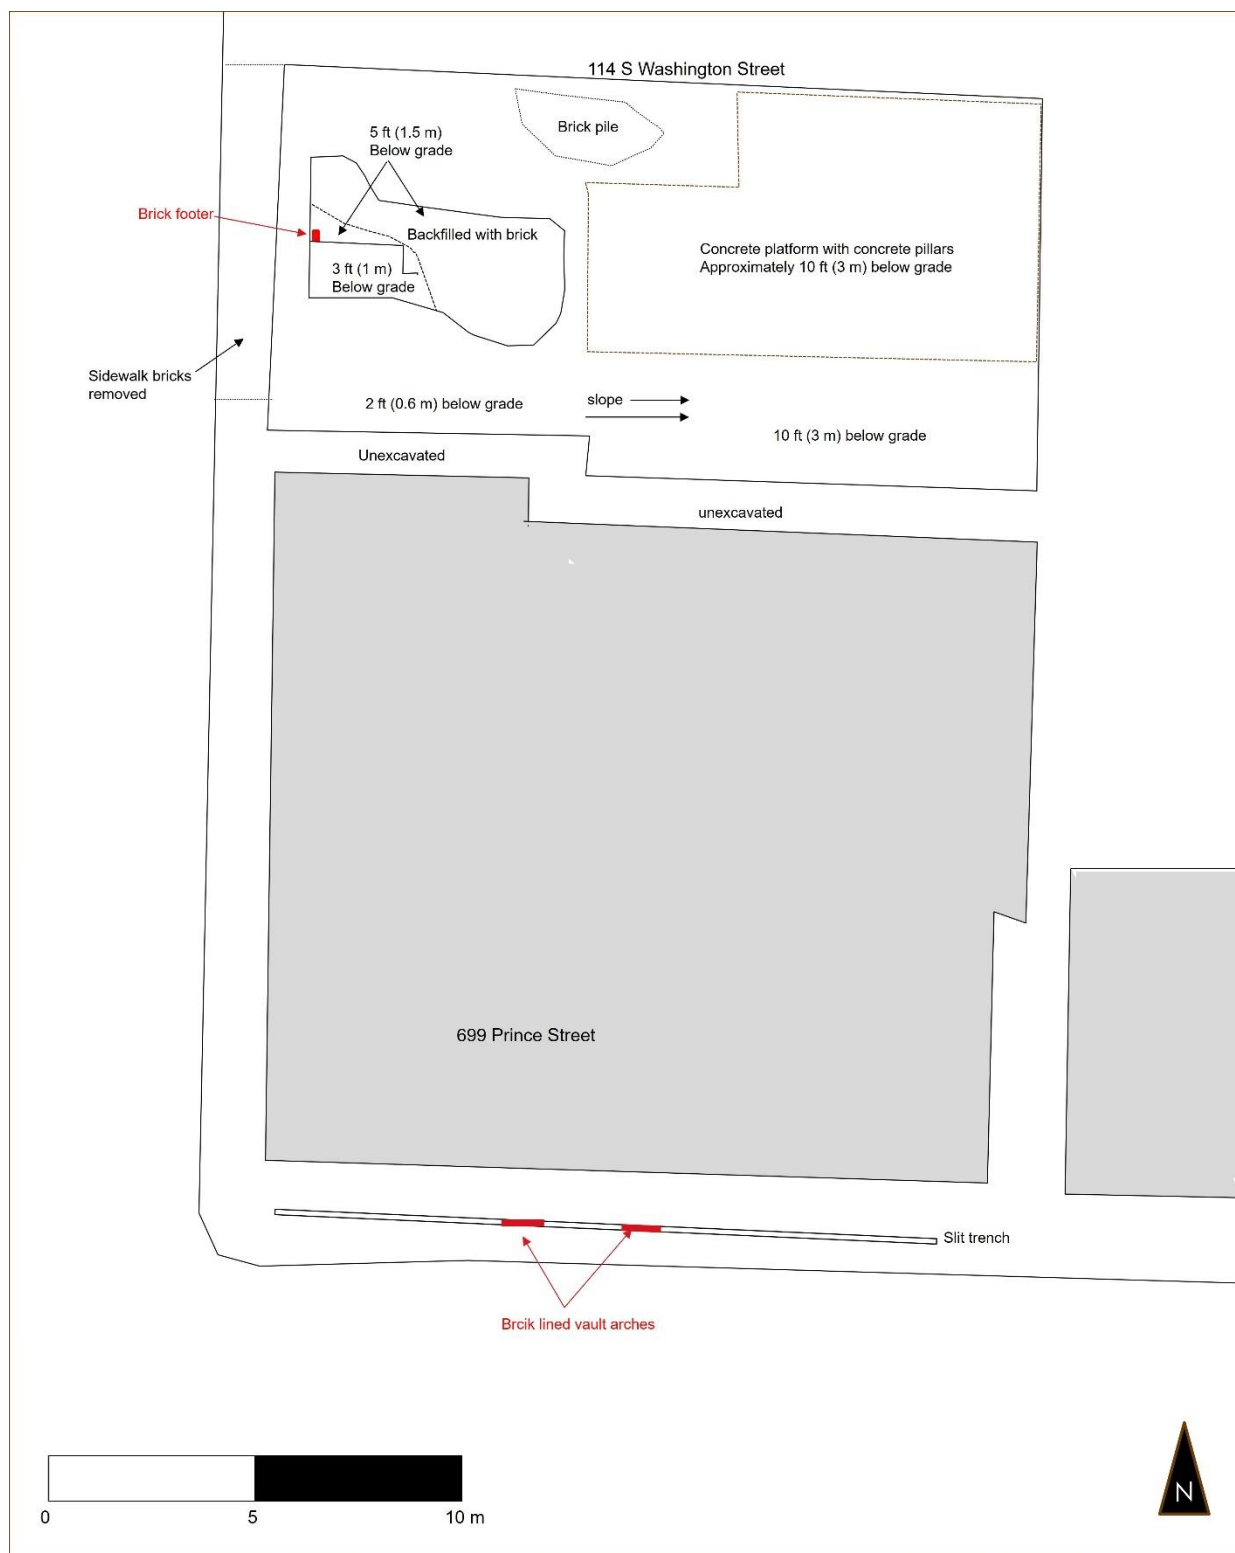 114 S Washington Street
Brick pile
5 ft (1.5 m)
Below grade
Brick footer
Backfilled with brick
3 ft (1 m)
Below grade
Concrete platform with concrete pillars
Approximately 10 ft (3 m) below grade
Sidewalk bricks
removed
2 ft (0.6 m) below grade
slope
10 ft (3 m) below grade
Unexcavated
unexcavated
699 Prince Street
Slit trench
Brcik lined vault arches
0
5
10 m
N